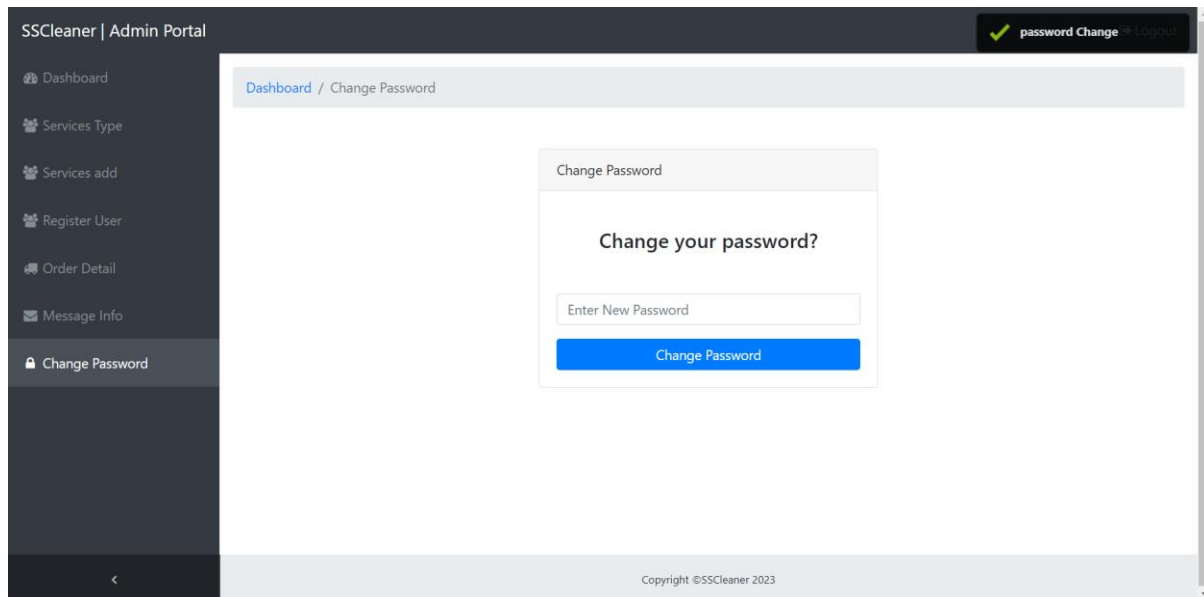 SSCleaner | Admin Portal
password Change
Logout
Dashboard
Services Type
Services add
Register User
Order Detail
Message Info
Change Password
Dashboard / Change Password
Change Password
Change your password?
Enter New Password
Change Password
Copyright ©SSCleaner 2023